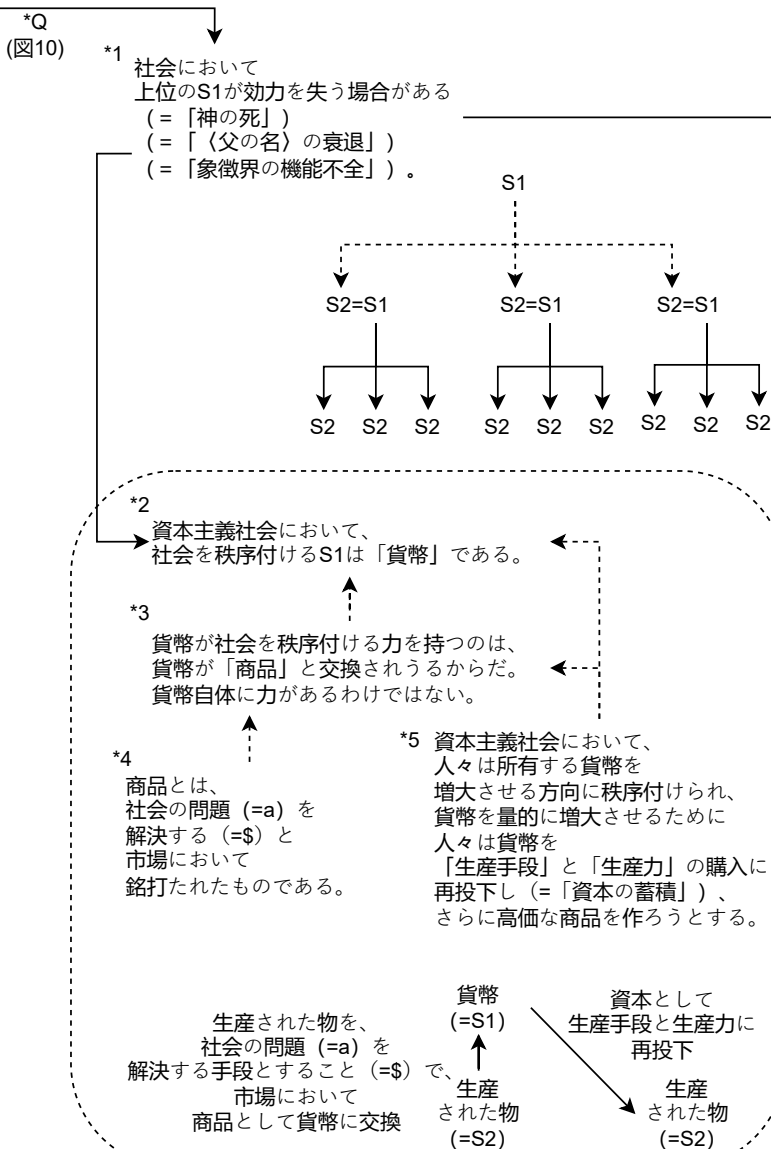 *Q
(図10)
*1
社会において
上位のS1が効力を失う場合がある
(=「神の死」)
(=「〈父の名〉の衰退」)
(=「象徴界の機能不全」)。
S1
S2=S1 S2=S1 S2=S1
S2 S2 S2 S2 S2 S2 S2 S2 S2
*2
資本主義社会において、
社会を秩序付けるS1は「貨幣」である。
*3
貨幣が社会を秩序付ける力を持つのは、
貨幣が「商品」と交換されうるからだ。
貨幣自体に力があるわけではない。
*4
商品とは、
社会の問題(=a)を
解決する(=$)と
市場において
銘打たれたものである。
*5
資本主義社会において、
人々は所有する貨幣を
増大させる方向に秩序付けられ、
貨幣を量的に増大させるために
人々は貨幣を
「生産手段」と「生産力」の購入に
再投下し(=「資本の蓄積」)、
さらに高価な商品を作ろうとする。
生産された物を、
社会の問題(=a)を
解決する手段とすること(=$)で、
市場において
商品として貨幣に交換
貨幣
(=S1)
生産
された物
(=S2)
資本として
生産手段と生産力に
再投下
生産
された物
(=S2)